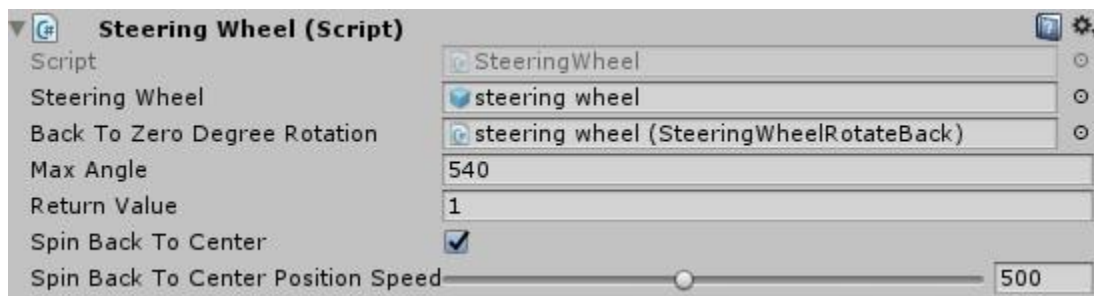 Steering Wheel (Script)
Script SteeringWheel
Steering Wheel steering wheel
Back To Zero Degree Rotation steering wheel (SteeringWheelRotateBack)
Max Angle 540
Return Value 1
Spin Back To Center
Spin Back To Center Position Speed 500